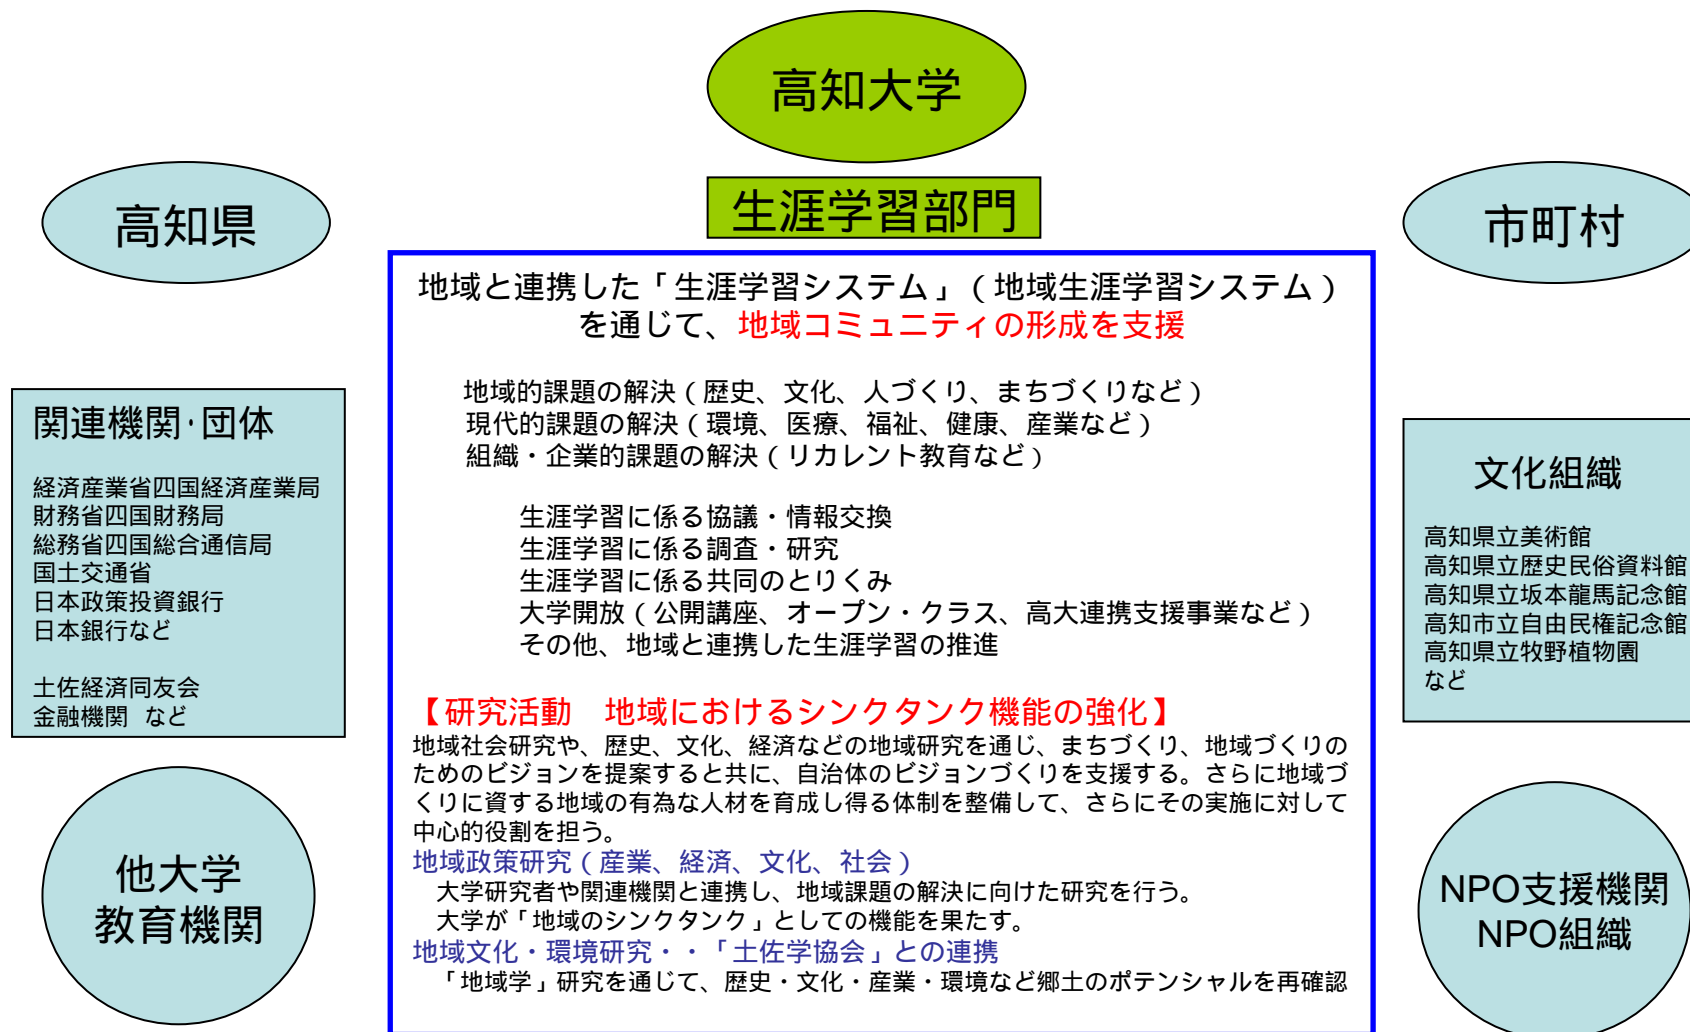 高知大学
生涯学習部門
高知県
市町村
地域と連携した「生涯学習システム」(地域生涯学習システム)
を通じて、地域コミュニティの形成を支援
地域的課題の解決(歴史、文化、人づくり、まちづくりなど)
現代的課題の解決(環境、医療、福祉、健康、産業など)
組織・企業的課題の解決(リカレント教育など)
生涯学習に係る協議・情報交換
生涯学習に係る調査・研究
生涯学習に係る共同のとりくみ
大学開放(公開講座、オープン・クラス、高大連携支援事業など)
その他、地域と連携した生涯学習の推進
【研究活動 地域におけるシンクタンク機能の強化】
地域社会研究や、歴史、文化、経済などの地域研究を通じ、まちづくり、地域づくりの
ためのビジョンを提案すると共に、自治体のビジョンづくりを支援する。さらに地域づ
くりに資する地域の有為な人材を育成し得る体制を整備して、さらにその実施に対して
中心的役割を担う。
地域政策研究(産業、経済、文化、社会)
大学研究者や関連機関と連携し、地域課題の解決に向けた研究を行う。
大学が「地域のシンクタンク」としての機能を果たす。
地域文化・環境研究・・「土佐学協会」との連携
「地域学」研究を通じて、歴史・文化・産業・環境など郷土のポテンシャルを再確認
関連機関・団体
経済産業省四国経済産業局
財務省四国財務局
総務省四国総合通信局
国土交通省
日本政策投資銀行
日本銀行など
土佐経済同友会
金融機関 など
他大学
教育機関
文化組織
高知県立美術館
高知県立歴史民俗資料館
高知県立坂本龍馬記念館
高知市立自由民権記念館
高知県立牧野植物園
など
NPO支援機関
NPO組織